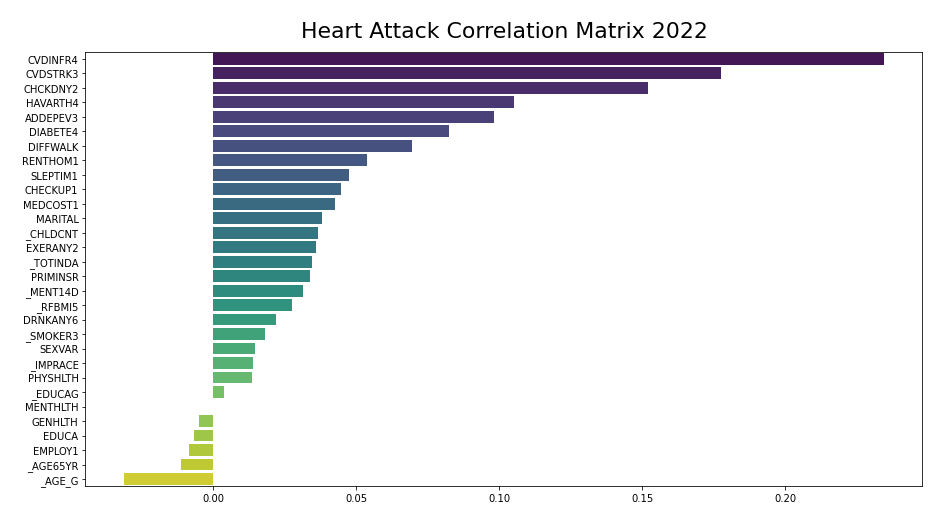 Heart Attack Correlation Matrix 2022
CVDINFR4
CVDSTRK3
CHCKDNY2
HAVARTH4
ADDEPEV3
DIABETE4
DIFFWALK
RENTHOM1
SLEPTIM1
CHECKUP1
MEDCOST1
MARITAL
_CHLDCNT
EXERANY2
_TOTINDA
PRIMINSR
_MENT14D
_RFBMI5
DRNKANY6
_SMOKER3
SEXVAR
_IMPRACE
PHYSHLTH
_EDUCAG
MENTHLTH
GENHLTH
EDUCA
EMPLOY1
_AGE65YR
_AGE_G
0.00 0.05 0.10 0.15 0.20